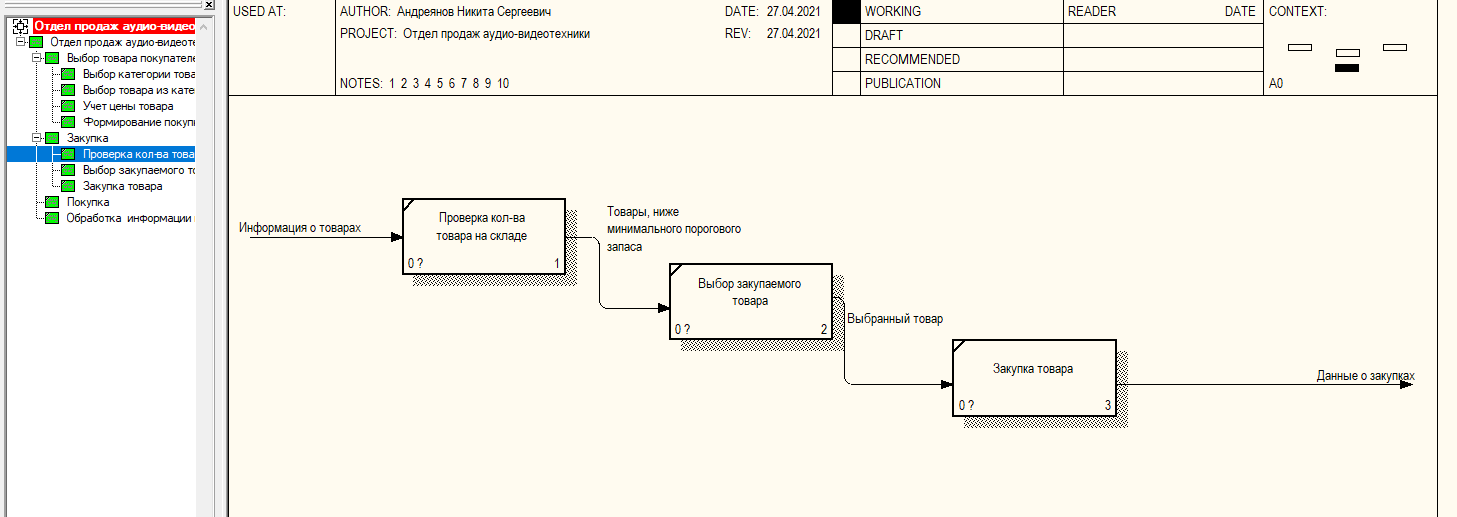 Отдел продаж аудио-видео
Отдел продаж аудио-видеоте
Выбор товара покупателе
Выбор категории това
Выбор товара из кате
Учет цены товара
Формирование покуп
Закупка
Проверка кол-ва това
Выбор закупаемого то
Закупка товара
Покупка
Обработка информации
USED AT:
AUTHOR: Андреянов Никита Сергеевич
DATE: 27.04.2021
PROJECT: Отдел продаж аудио-видеотехники
REV: 27.04.2021
NOTES: 1 2 3 4 5 6 7 8 9 10
WORKING
DRAFT
RECOMMENDED
PUBLICATION
READER DATE
CONTEXT:
A0
Информация о товарах
Проверка кол-ва
товара на складе
0 ? 1
Товары, ниже
минимального порогового
запаса
Выбор закупаемого
товара
0 ? 2
Выбранный товар
Закупка товара
0 ? 3
Данные о закупках